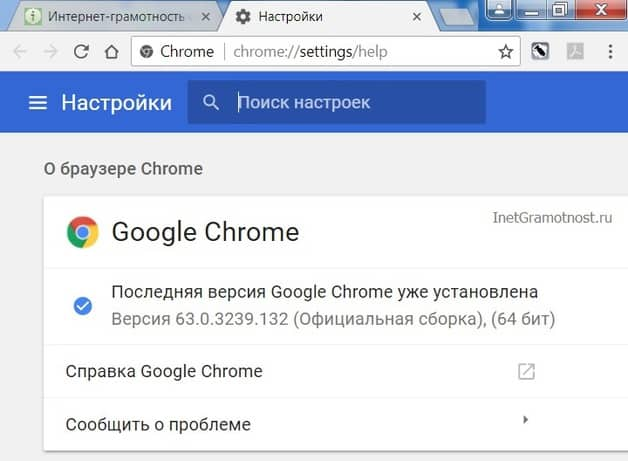 Интернет-грамотность
Настройки
Chrome
chrome://settings/help
Настройки
Поиск настроек
О браузере Chrome
InetGramotnost.ru
Google Chrome
Последняя версия Google Chrome уже установлена
Версия 63.0.3239.132 (Официальная сборка), (64 бит)
Справка Google Chrome
Сообщить о проблеме